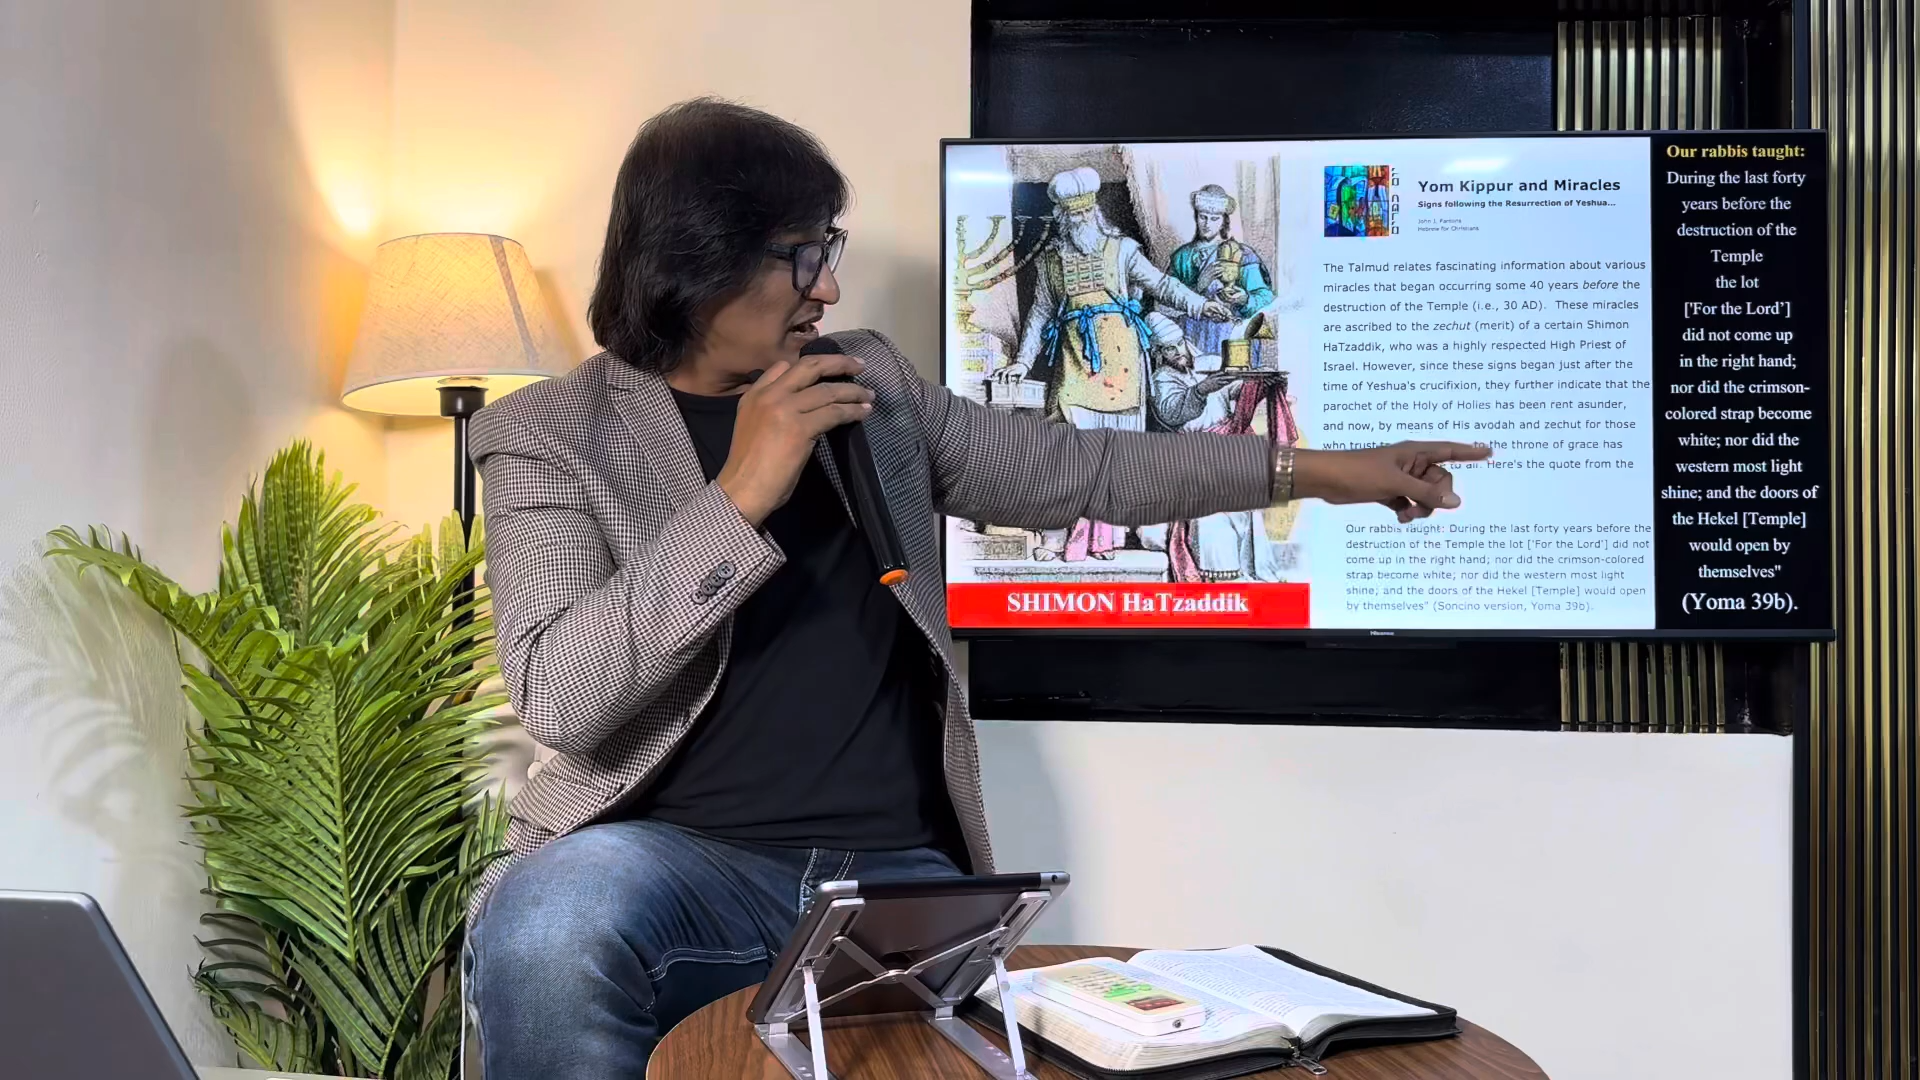 SHIMON HaTzaddik
Yom Kippur and Miracles
Signs following the Resurrection of Yeshua...
John J. Parsons
Hebrew for Christians
The Talmud relates fascinating information about various
miracles that began occurring some 40 years before the
destruction of the Temple (i.e., 30 AD). These miracles
are ascribed to the zechut (merit) of a certain Shimon
HaTzaddik, who was a highly respected High Priest of
Israel. However, since these signs began just after the
time of Yeshua's crucifixion, they further indicate that the
parochet of the Holy of Holies has been rent asunder,
and now, by means of His avodah and zechut for those
who trust the throne of grace has
to all. Here's the quote from the
Our rabbis taught: During the last forty years before the
destruction of the Temple the lot ['For the Lord'] did not
come up in the right hand; nor did the crimson-colored
strap become white; nor did the western most light
shine; and the doors of the Hekel [Temple] would open
by themselves" (Soncino version, Yoma 39b).
Our rabbis taught:
During the last forty
years before the
destruction of the
Temple
the lot
['For the Lord']
did not come up
in the right hand;
nor did the crimson-
colored strap become
white; nor did the
western most light
shine; and the doors of
the Hekel [Temple]
would open by
themselves"
(Yoma 39b).
Hisense